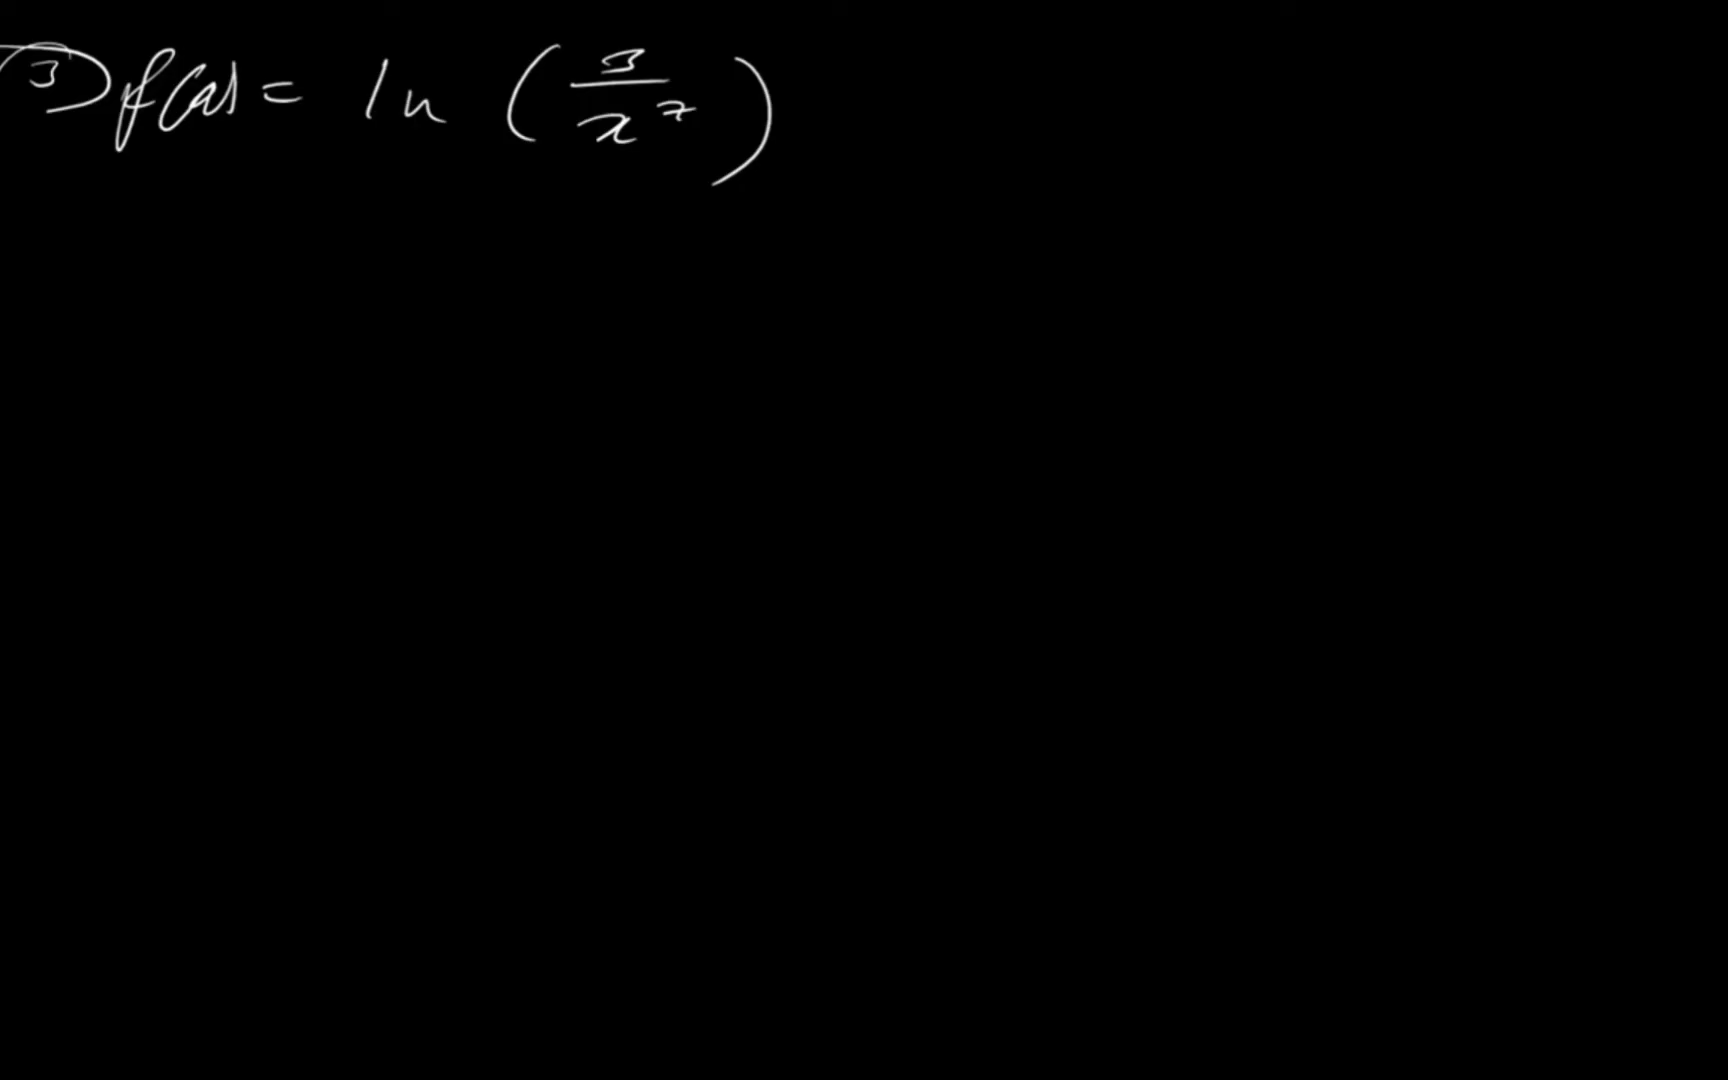 ③ f(x) = ln (3/x⁷)